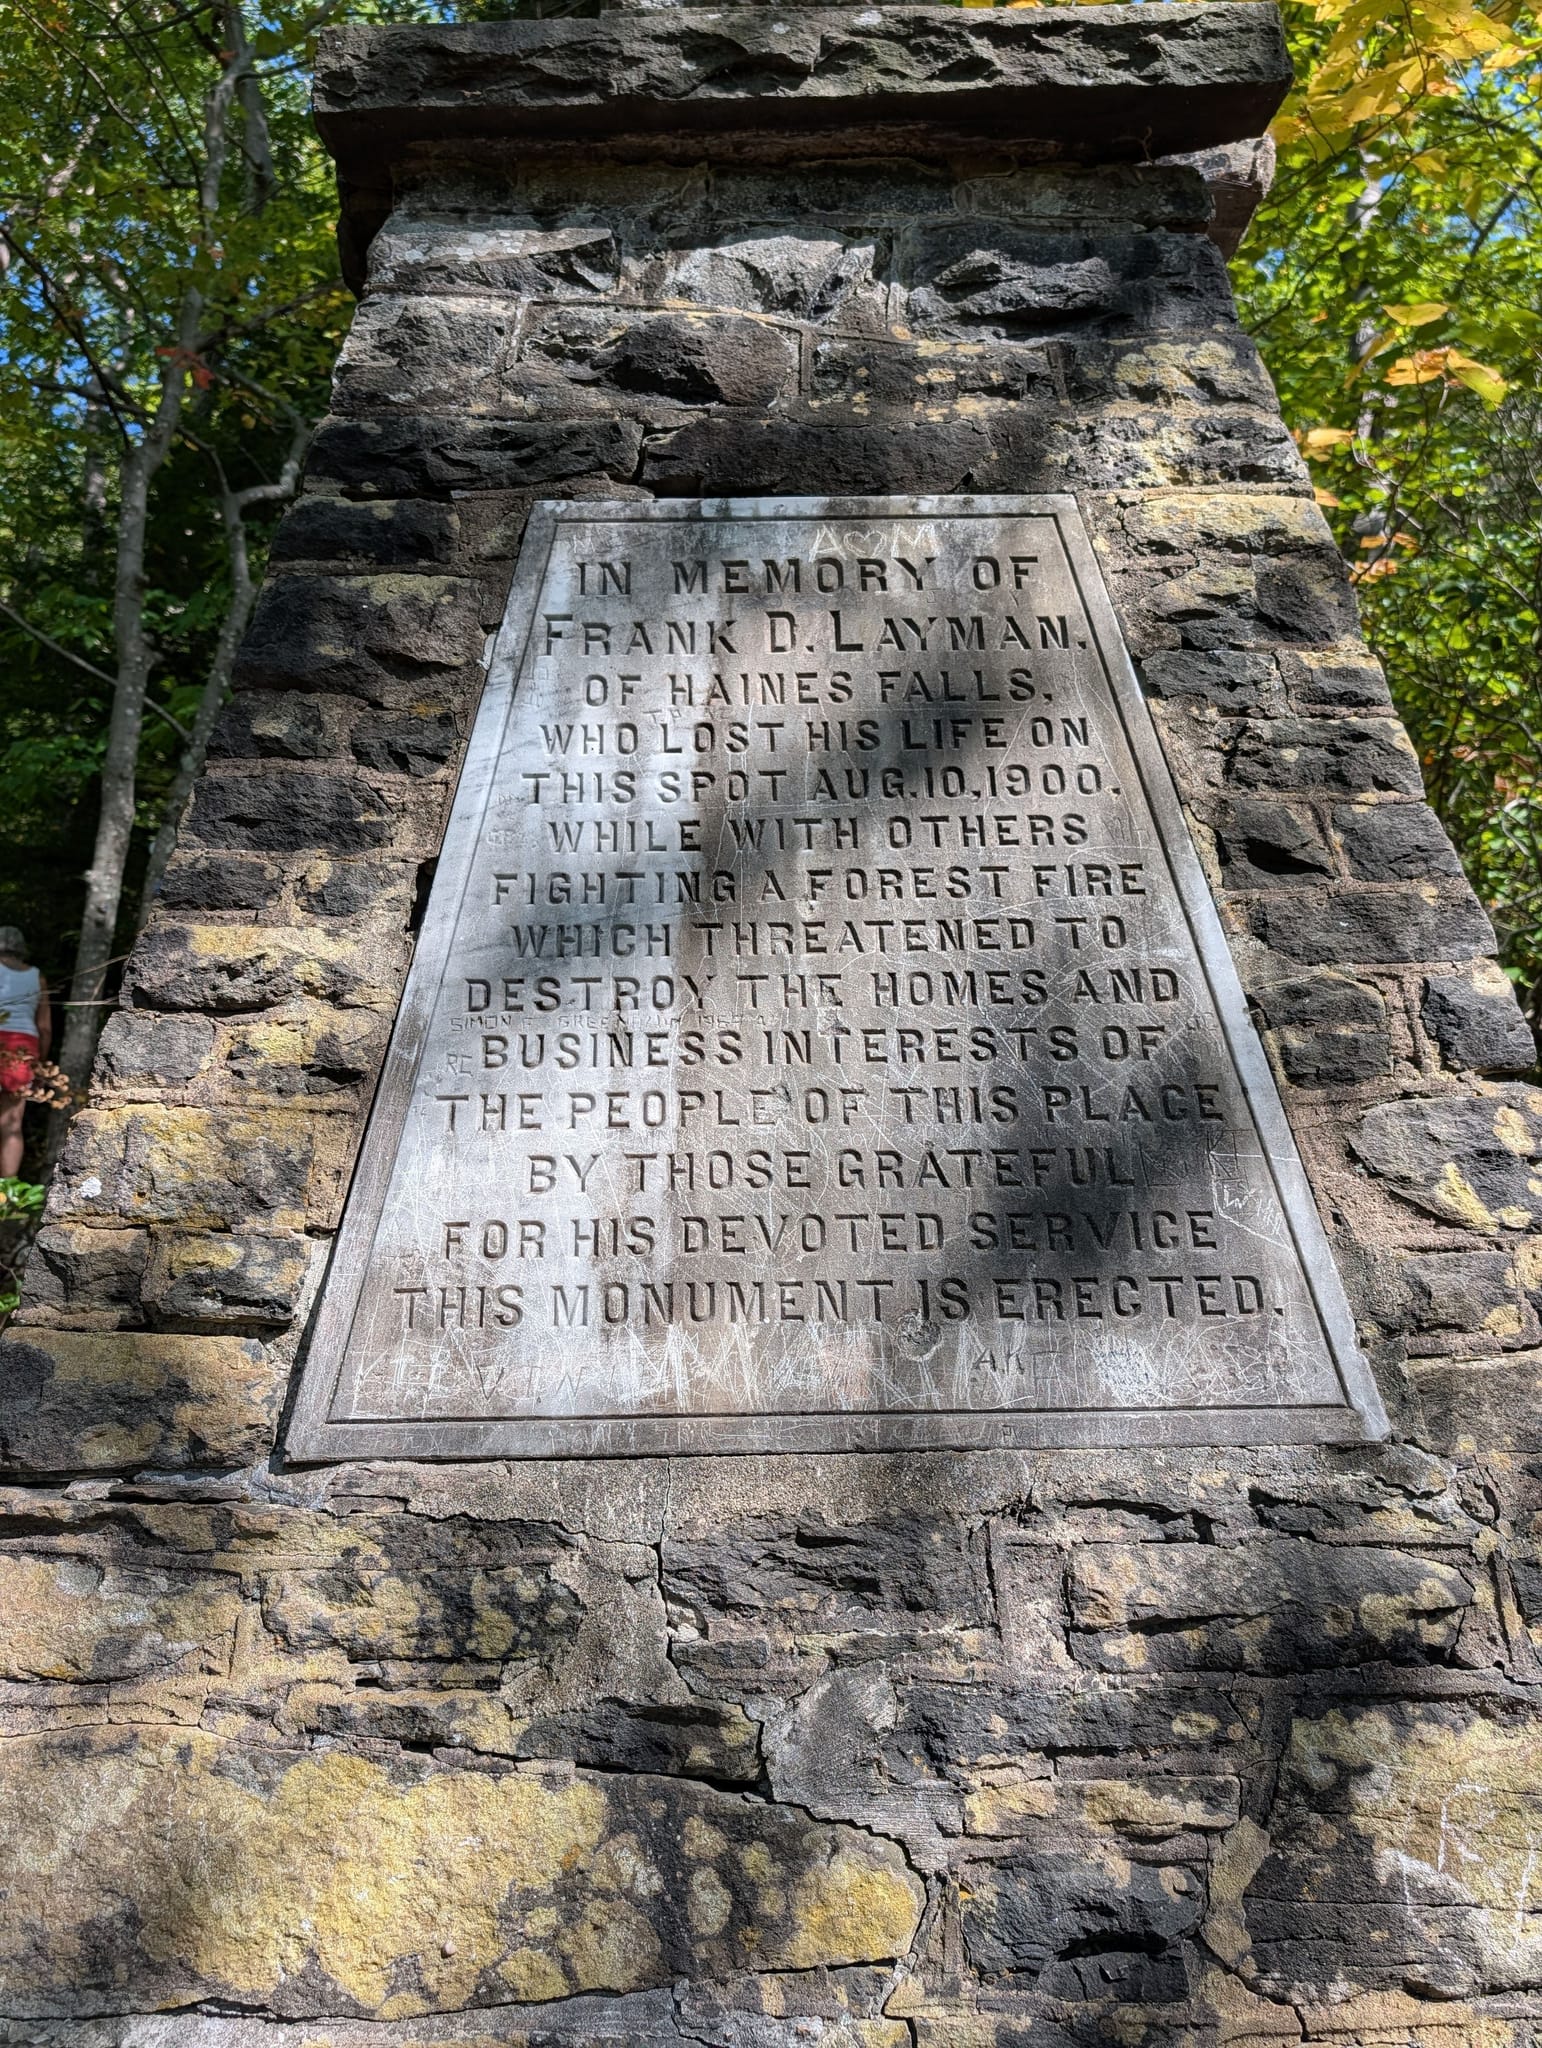 A♡M
IN MEMORY OF
FRANK D. LAYMAN,
OF HAINES FALLS,
WHO LOST HIS LIFE ON
THIS SPOT AUG. 10, 1900,
WHILE WITH OTHERS
FIGHTING A FOREST FIRE
WHICH THREATENED TO
DESTROY THE HOMES AND
SIMON
BUSINESS INTERESTS OF
THE PEOPLE OF THIS PLACE
BY THOSE GRATEFUL
FOR HIS DEVOTED SERVICE
THIS MONUMENT IS ERECTED.